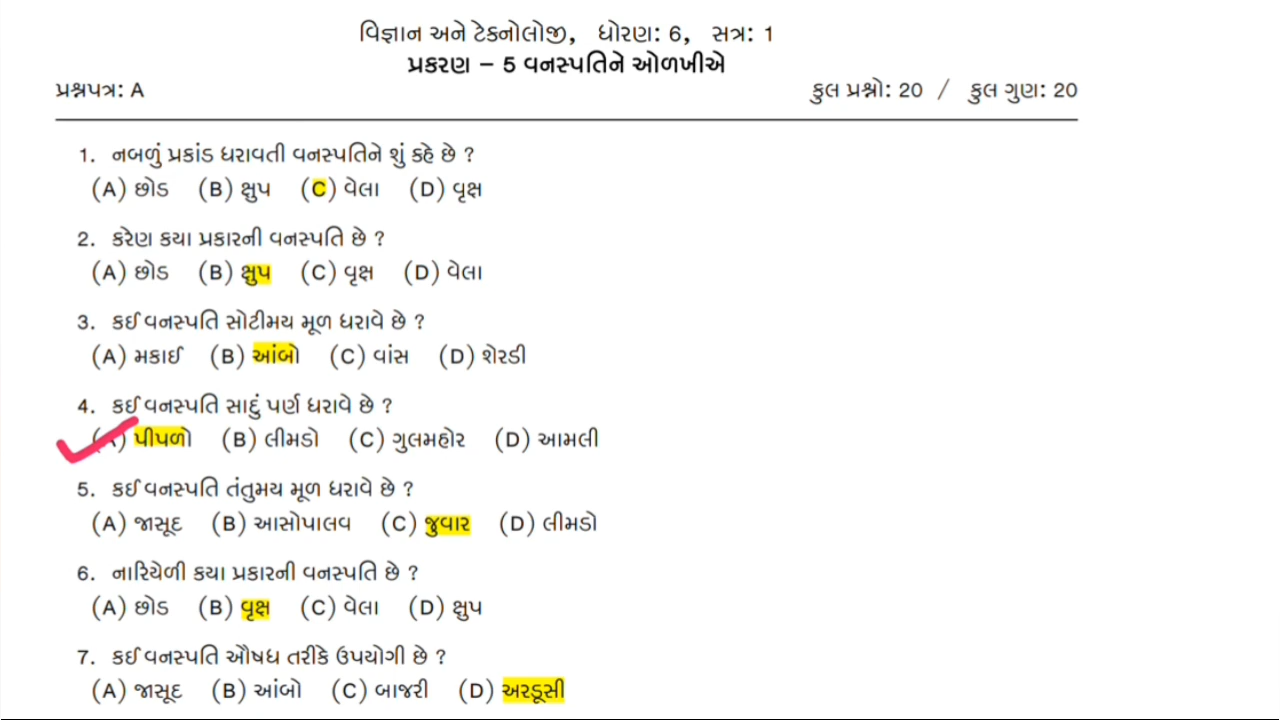 વિજ્ઞાન અને ટેકનોલોજી, ધોરણ: 6, સત્ર: 1
પ્રકરણ – 5 વનસ્પતિને ઓળખીએ
પ્રશ્નપત્ર: A કુલ પ્રશ્નો: 20 / કુલ ગુણ: 20
1. નબળું પ્રકાંડ ધરાવતી વનસ્પતિને શું કહે છે ?
(A) છોડ (B) ક્ષુપ (C) વેલા (D) વૃક્ષ
2. કરેણ કયા પ્રકારની વનસ્પતિ છે ?
(A) છોડ (B) ક્ષુપ (C) વૃક્ષ (D) વેલા
3. કઈ વનસ્પતિ સોટીમય મૂળ ધરાવે છે ?
(A) મકાઈ (B) આંબો (C) વાંસ (D) શેરડી
4. કઈ વનસ્પતિ સાદું પર્ણ ધરાવે છે ?
(A) પીપળો (B) લીમડો (C) ગુલમહોર (D) આમલી
5. કઈ વનસ્પતિ તંતુમય મૂળ ધરાવે છે ?
(A) જાસૂદ (B) આસોપાલવ (C) જુવાર (D) લીમડો
6. નારિયેળી કયા પ્રકારની વનસ્પતિ છે ?
(A) છોડ (B) વૃક્ષ (C) વેલા (D) ક્ષુપ
7. કઈ વનસ્પતિ ઔષધ તરીકે ઉપયોગી છે ?
(A) જાસૂદ (B) આંબો (C) બાજરી (D) અરડૂસી